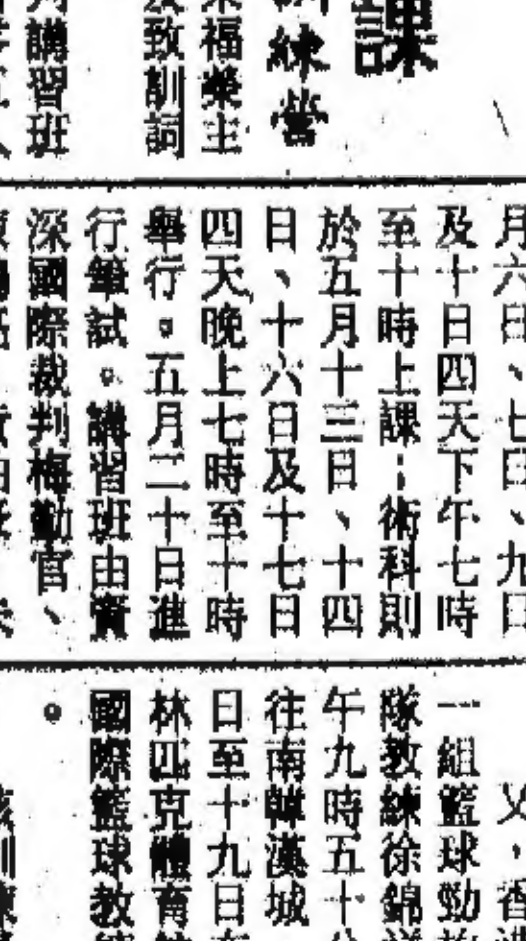 課
練營
榮主
致訓詞
講習班
月六日、七日、九日
及十日四天下午七時
至十時上課；術科則
於五月十三日、十四
日、十六日及十七日
四天晚上七時至十時
舉行。五月二十日進
行筆試。講習班由資
深國際裁判梅勳官、
又，香港
一組籃球勁
隊教練徐錦
午九時五十
往南韓漢城
日至十九日
林匹克體育
國際籃球教
。